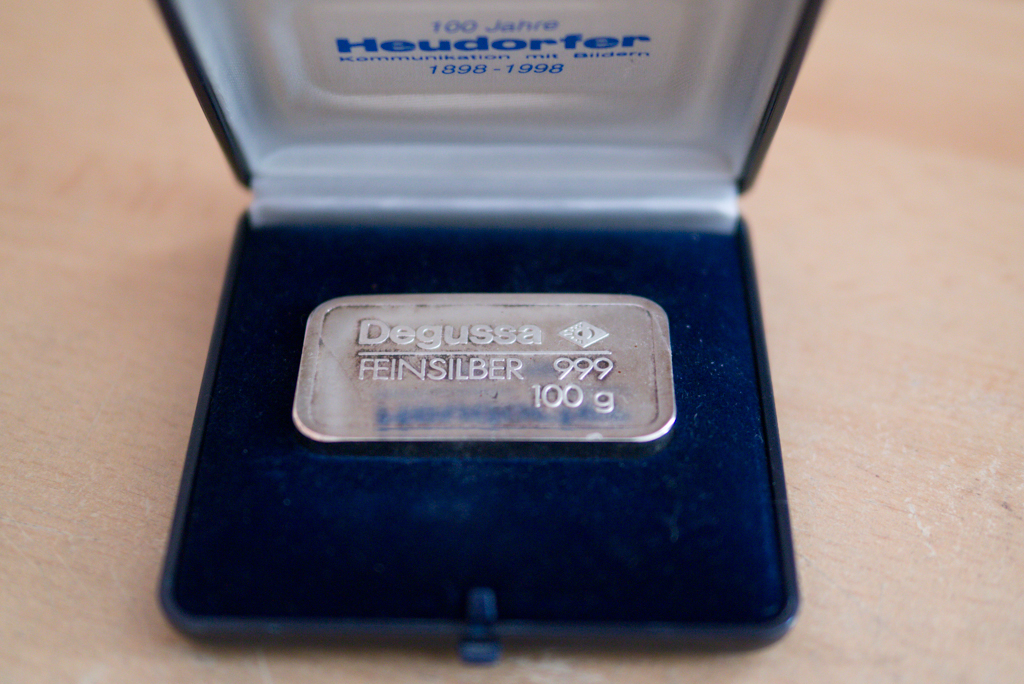 100 Jahre
Heudorfer
Kommunikation mit Bildern
1898-1998
Degussa
FEINSILBER 999
100 g